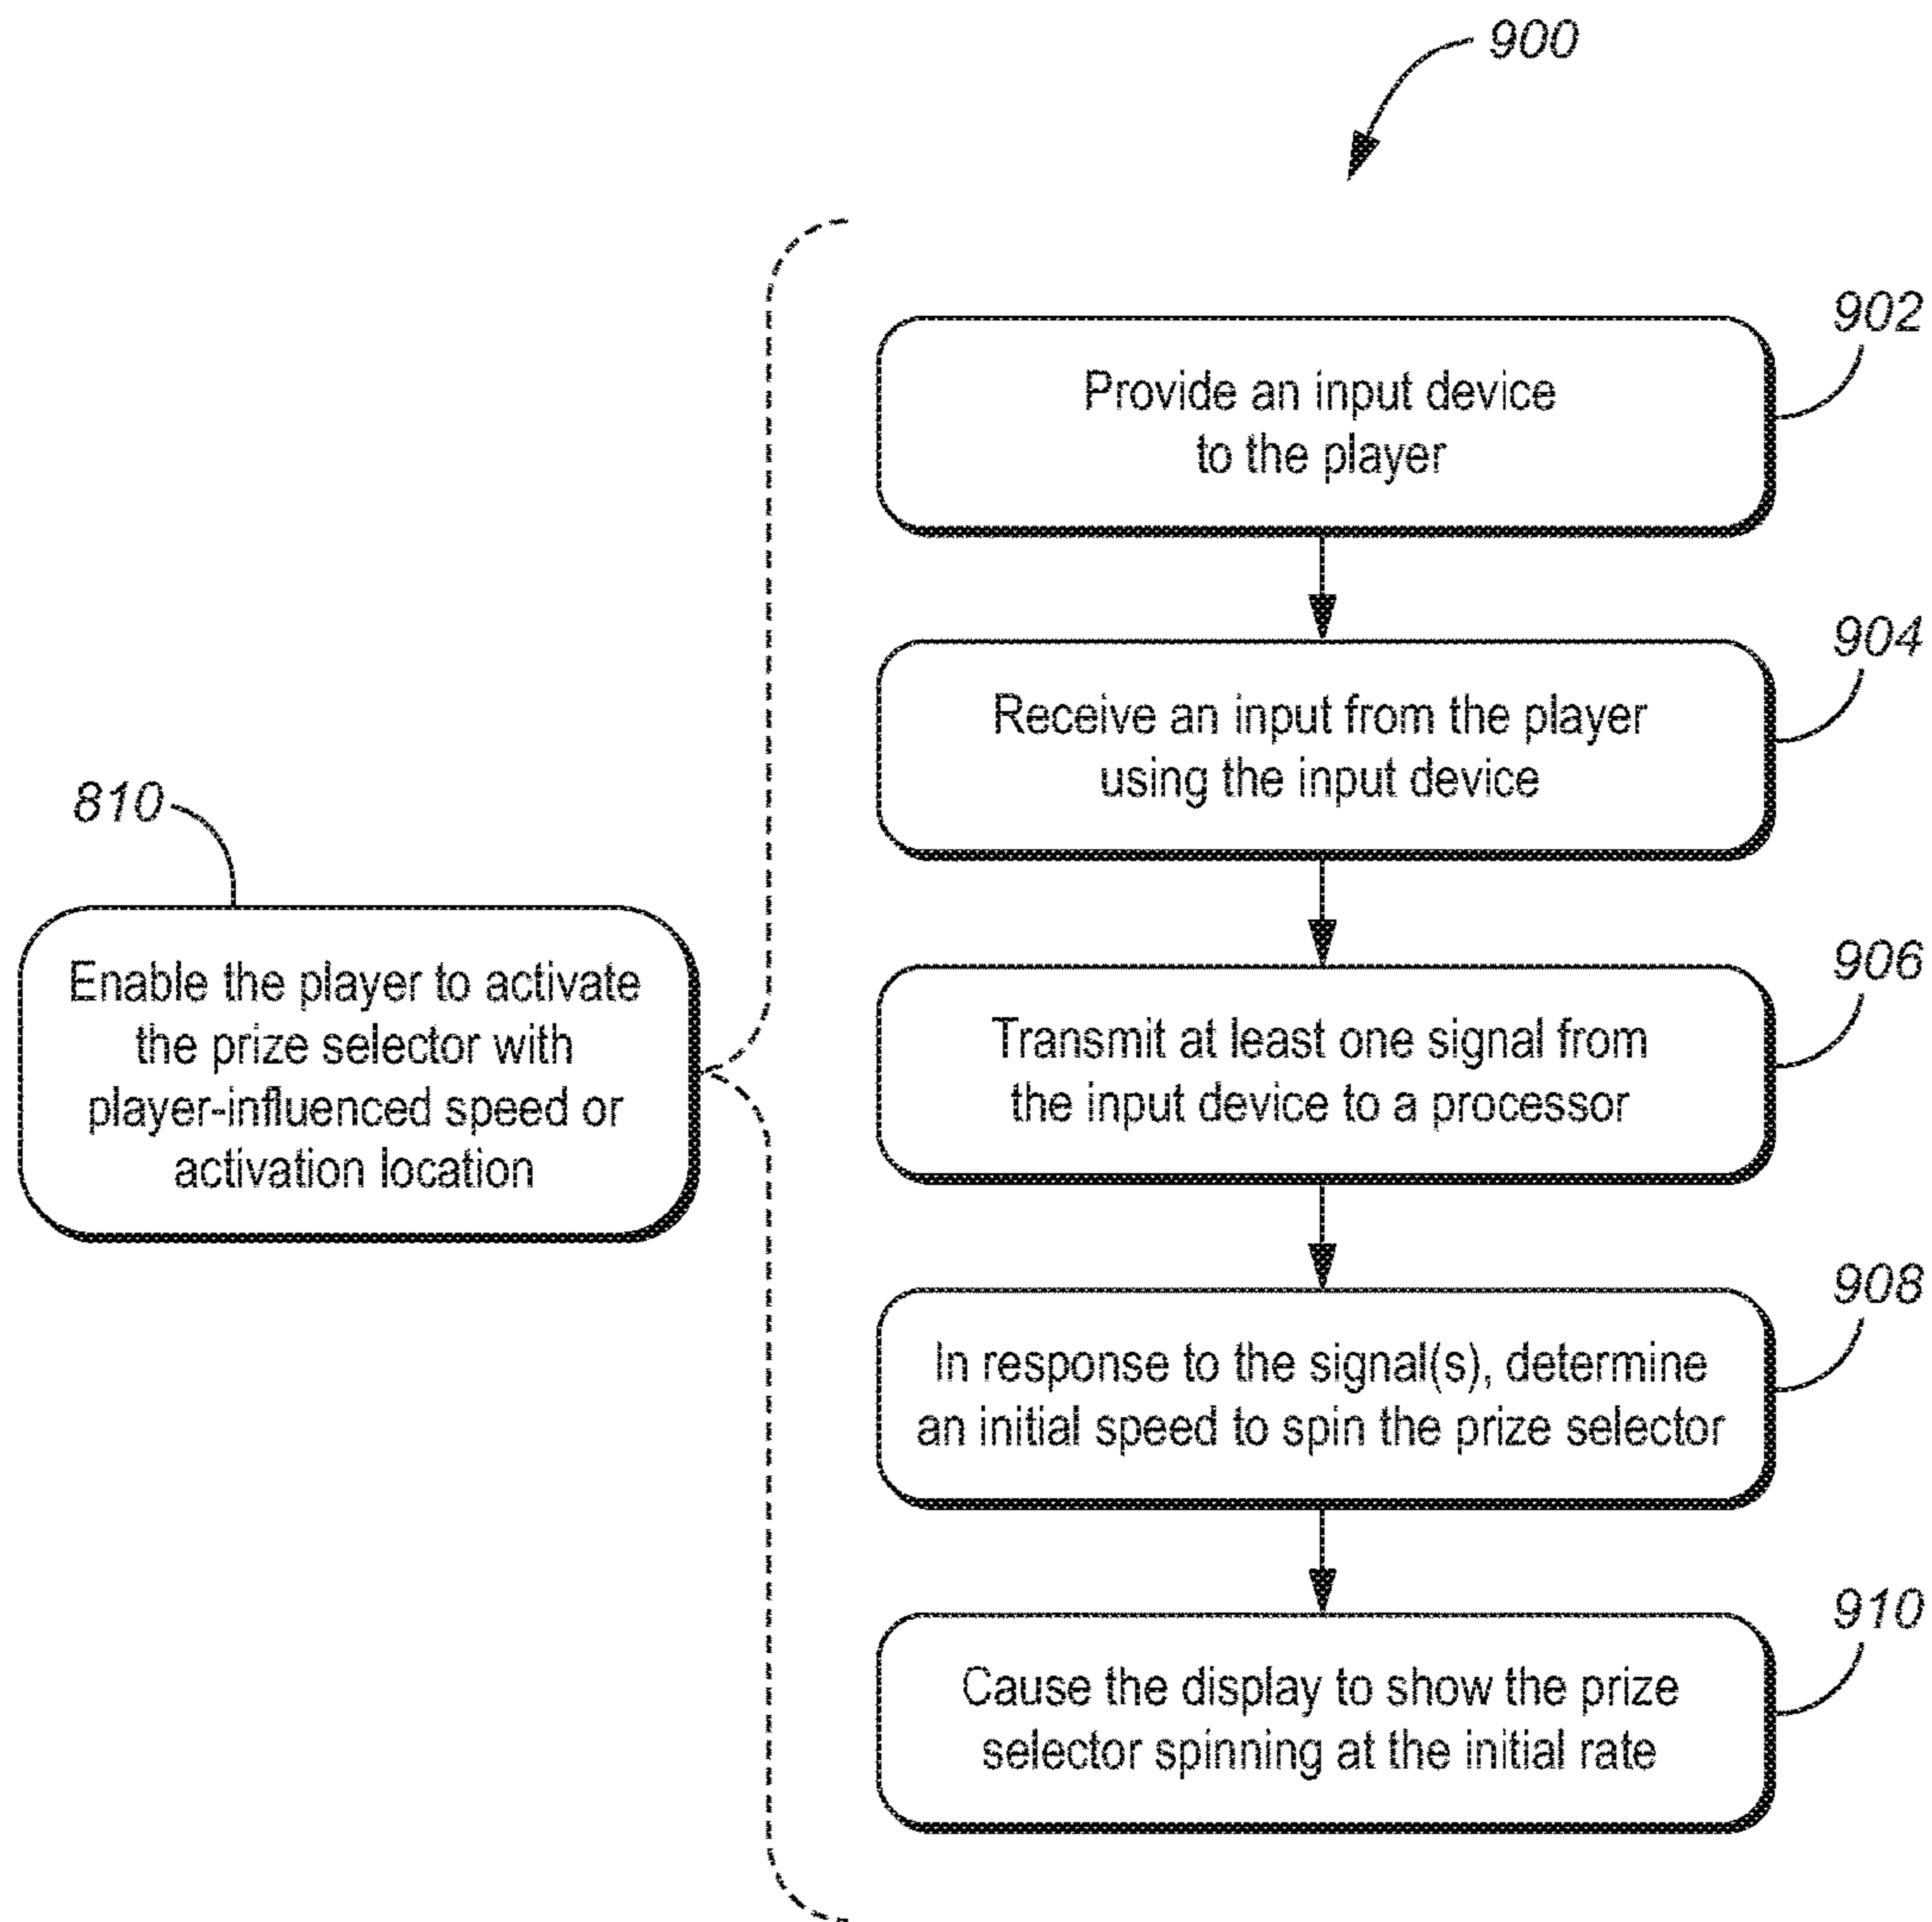 900
902
Provide an input device
to the player
904
Receive an input from the player
using the input device
810
Enable the player to activate
the prize selector with
player-influenced speed or
activation location
906
Transmit at least one signal from
the input device to a processor
908
In response to the signal(s), determine
an initial speed to spin the prize selector
910
Cause the display to show the prize
selector spinning at the initial rate